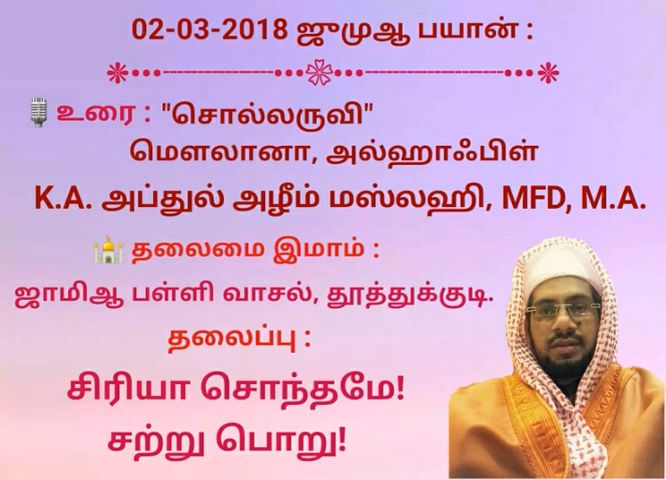 02-03-2018 ஜுமுஆ பயான் :
உரை : "சொல்லருவி"
மௌலானா, அல்ஹாஃபிள்
K.A. அப்துல் அழீம் மஸ்லஹி, MFD, M.A.
தலைமை இமாம் :
ஜாமிஆ பள்ளி வாசல், தூத்துக்குடி.
தலைப்பு :
சிரியா சொந்தமே!
சற்று பொறு!